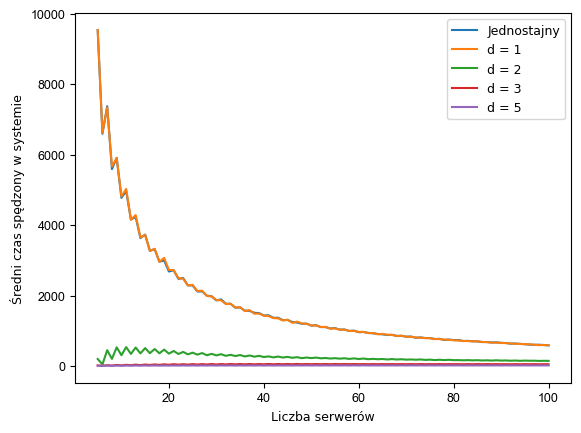 10000
8000
6000
4000
2000
0
Średni czas spędzony w systemie
Jednostajny
d = 1
d = 2
d = 3
d = 5
20
40
60
80
100
Liczba serwerów